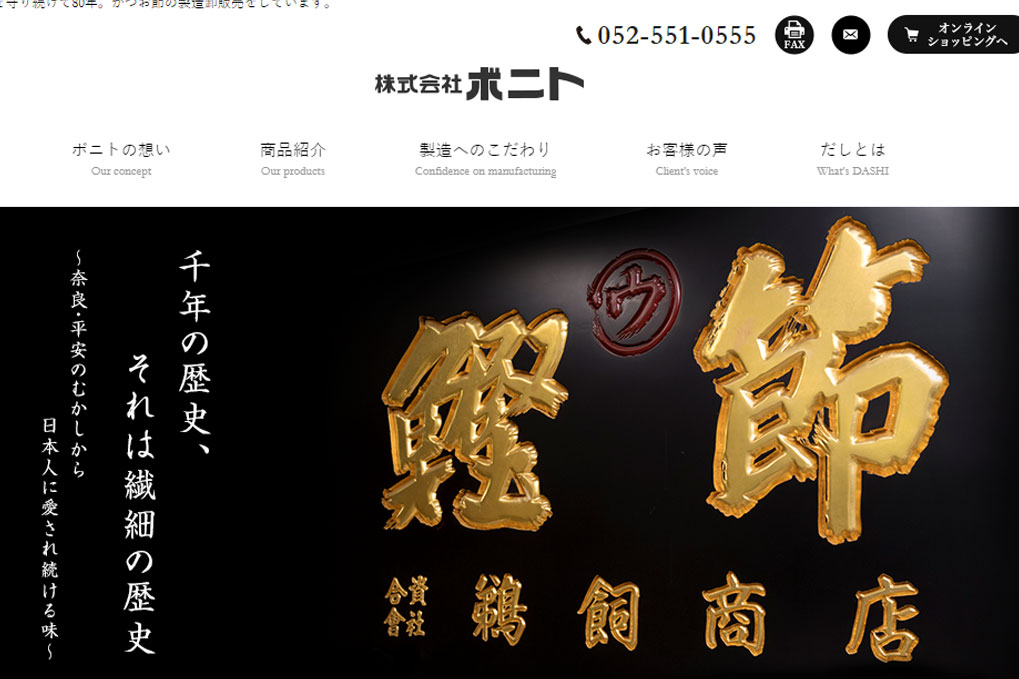 を守り続けて80年。かつお節の製造卸販売をしています。
052-551-0555
FAX
オンライン
ショッピングへ
株式会社ボニト
ボニトの想い
Our concept
商品紹介
Our products
製造へのこだわり
Confidence on manufacturing
お客様の声
Client's voice
だしとは
What's DASHI
千年の歴史、
それは繊細の歴史
～奈良・平安のむかしから
日本人に愛され続ける味～
ウ
鰹節
合資會社 鵜飼商店